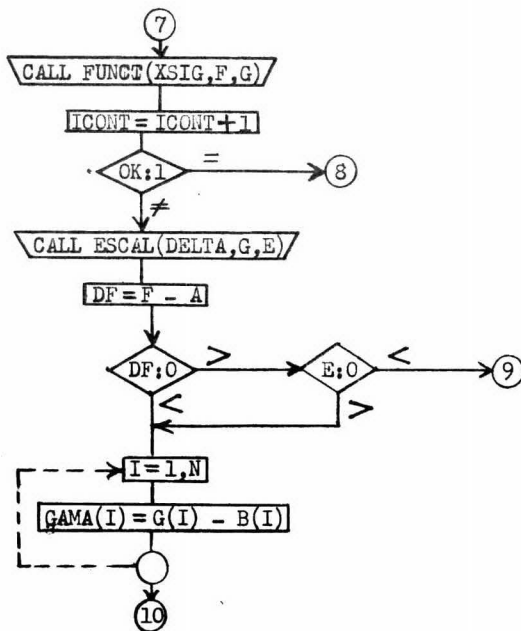 7
CALL FUNCT(XSIG,F,G)
ICONT=ICONT+1
OK:1
=
8
≠
CALL ESCAL(DELTA,G,E)
DF=F - A
DF:0
>
E:0
<
9
<
>
I=1,N
GAMA(I)=G(I) - B(I)
10